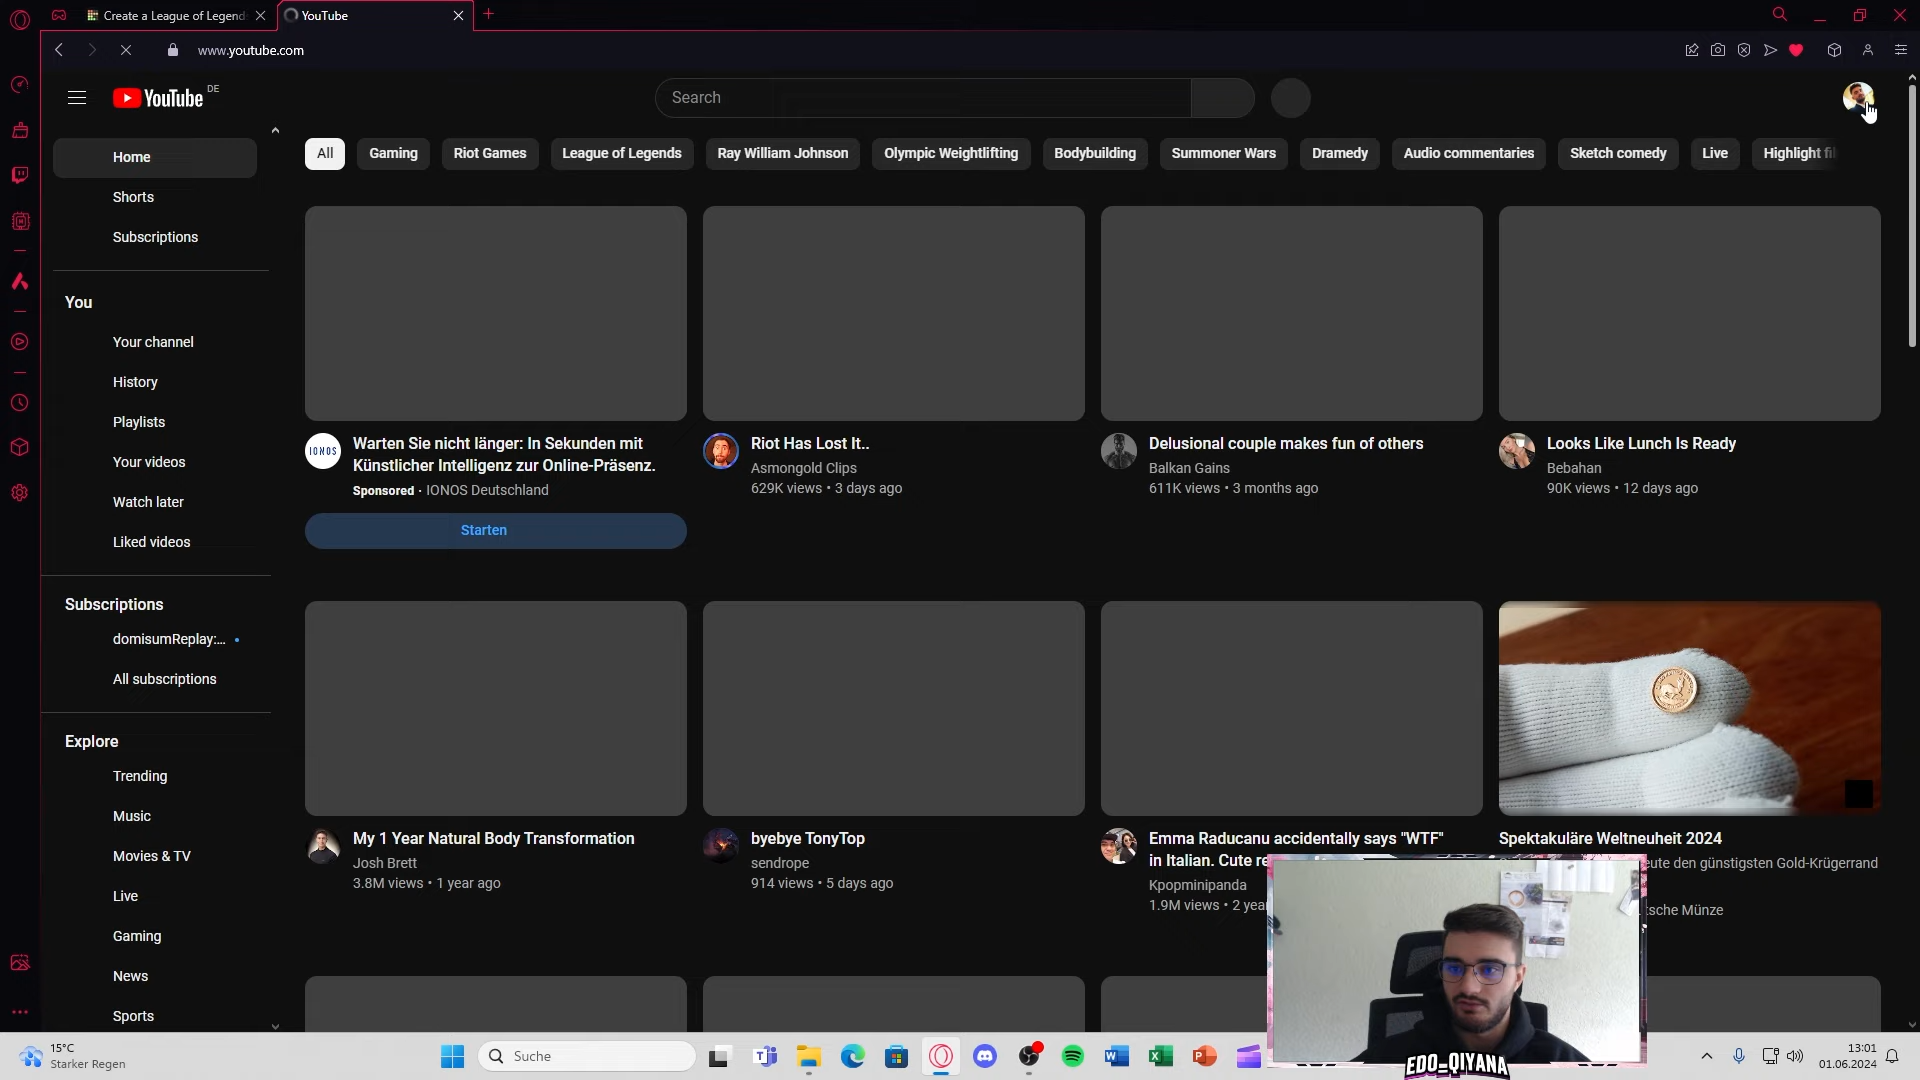 Create a League of Legend
YouTube
www.youtube.com
YouTube DE
Search
All
Gaming
Riot Games
League of Legends
Ray William Johnson
Olympic Weightlifting
Bodybuilding
Summoner Wars
Dramedy
Audio commentaries
Sketch comedy
Live
Highlight
Home
Shorts
Subscriptions
You
Your channel
History
Playlists
Your videos
Watch later
Liked videos
Subscriptions
domisumReplay:...
All subscriptions
Explore
Trending
Music
Movies & TV
Live
Gaming
News
Sports
IONOS
Warten Sie nicht länger: In Sekunden mit
Künstlicher Intelligenz zur Online-Präsenz.
Sponsored · IONOS Deutschland
Starten
Riot Has Lost It..
Asmongold Clips
629K views • 3 days ago
Delusional couple makes fun of others
Balkan Gains
611K views • 3 months ago
Looks Like Lunch Is Ready
Bebahan
90K views • 12 days ago
My 1 Year Natural Body Transformation
Josh Brett
3.8M views • 1 year ago
byebye TonyTop
sendrope
914 views • 5 days ago
Emma Raducanu accidentally says "WTF"
in Italian. Cute
Kpopminipanda
1.9M views • 2
Spektakuläre Weltneuheit 2024
den günstigsten Gold-Krügerrand
Münze
EDO_QIYANA
15°C
Starker Regen
Suche
13:01
01.06.2024